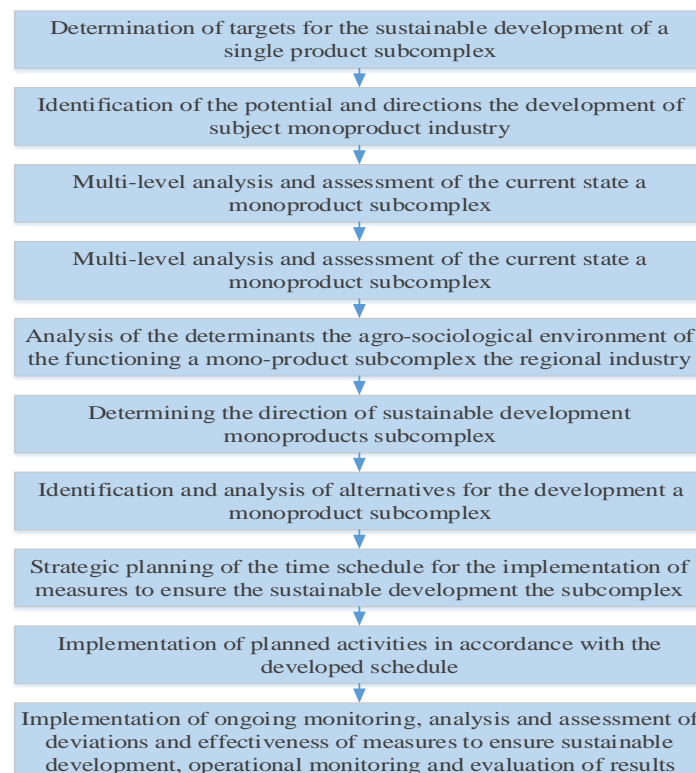 Determination of targets for the sustainable development of a
single product subcomplex
Identification of the potential and directions the development of
subject monoproduct industry
Multi-level analysis and assessment of the current state a
monoproduct subcomplex
Multi-level analysis and assessment of the current state a
monoproduct subcomplex
Analysis of the determinants the agro-sociological environment of
the functioning a mono-product subcomplex the regional industry
Determining the direction of sustainable development
monoproducts subcomplex
Identification and analysis of alternatives for the development a
monoproduct subcomplex
Strategic planning of the time schedule for the implementation of
measures to ensure the sustainable development the subcomplex
Implementation of planned activities in accordance with the
developed schedule
Implementation of ongoing monitoring, analysis and assessment of
deviations and effectiveness of measures to ensure sustainable
development, operational monitoring and evaluation of results